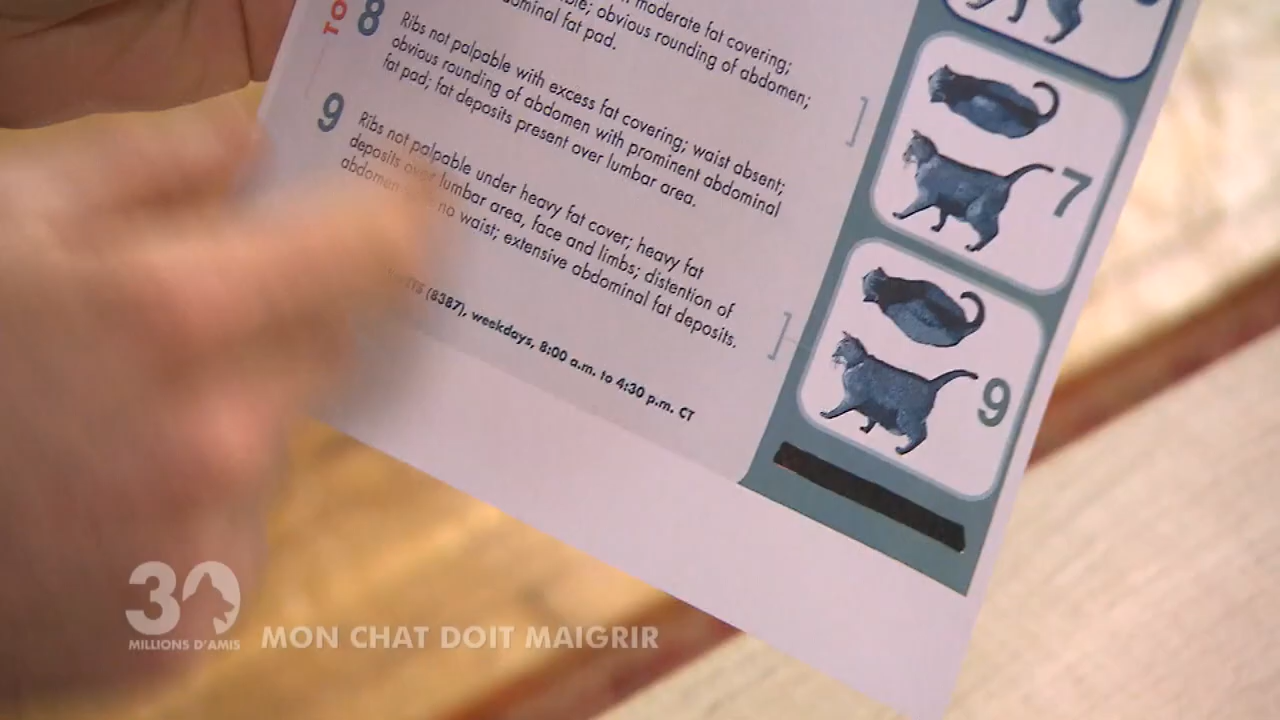 TO
moderate fat covering;
obvious rounding of abdomen;
abdominal fat pad.
8
Ribs not palpable with excess fat covering; waist absent;
obvious rounding of abdomen with prominent abdominal
fat pad; fat deposits present over lumbar area.
9
Ribs not palpable under heavy fat cover; heavy fat
deposits over lumbar area, face and limbs; distention of
abdomen no waist; extensive abdominal fat deposits.
(8387), weekdays, 8:00 a.m. to 4:30 p.m. CT
7
9
30
MILLIONS D'AMIS
MON CHAT DOIT MAIGRIR